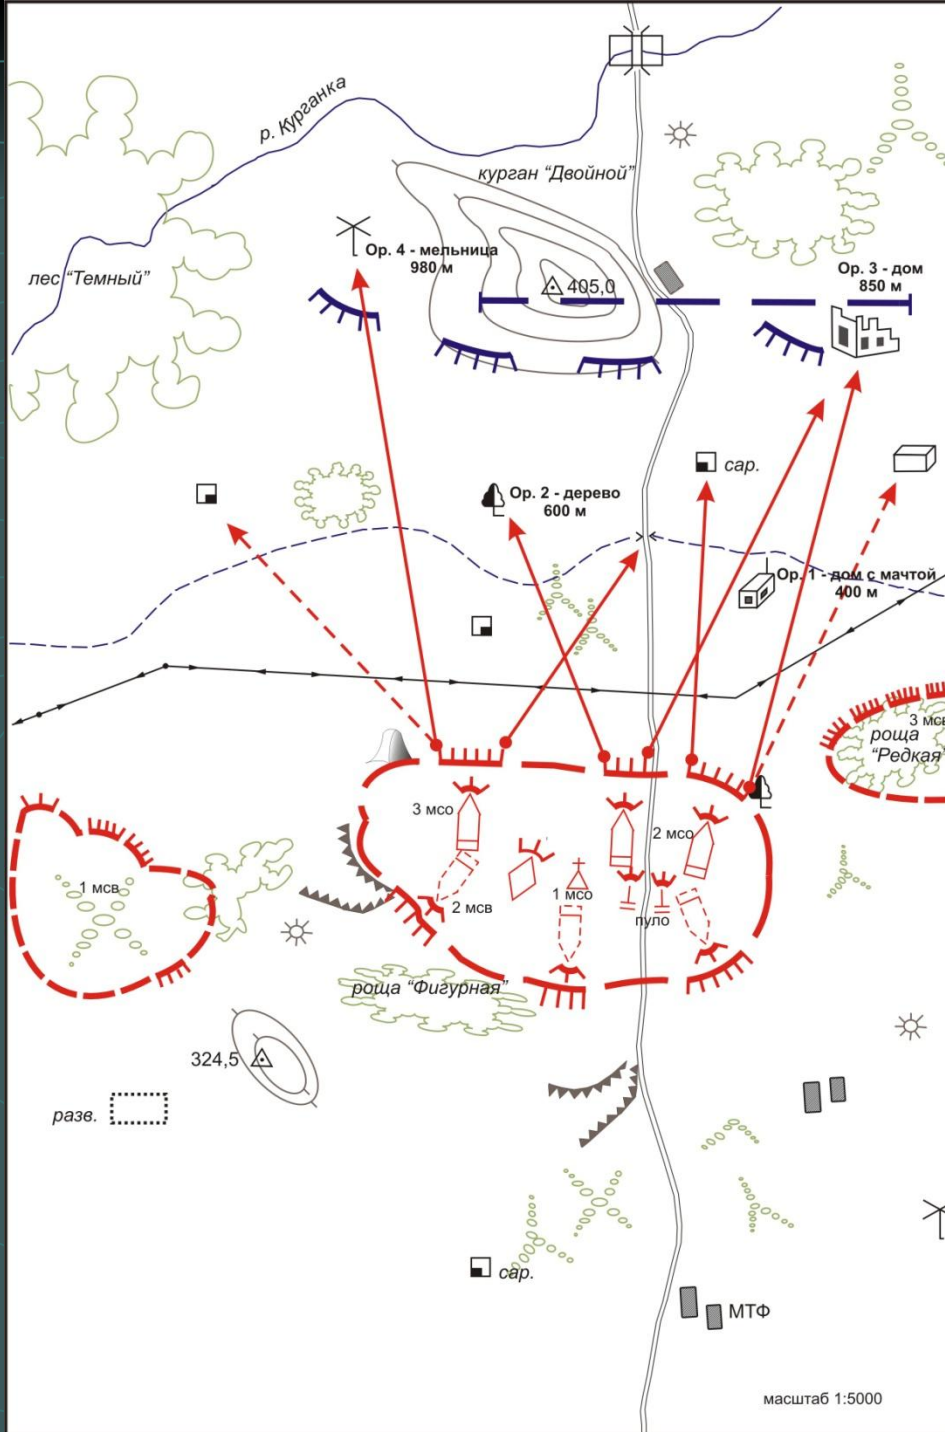 р. Курганка
курган “Двойной”
Ор. 4 - мельница
980 м
лес “Темный”
405,0
Ор. 3 - дом
850 м
сар.
Ор. 2 - дерево
600 м
Ор. 1 - дом с мачтой
400 м
3 мсв
роща
“Редкая”
3 мсо
2 мсо
1 мсв
2 мсв
1 мсо
пуло
роща “Фигурная”
324,5
разв.
сар.
МТФ
масштаб 1:5000